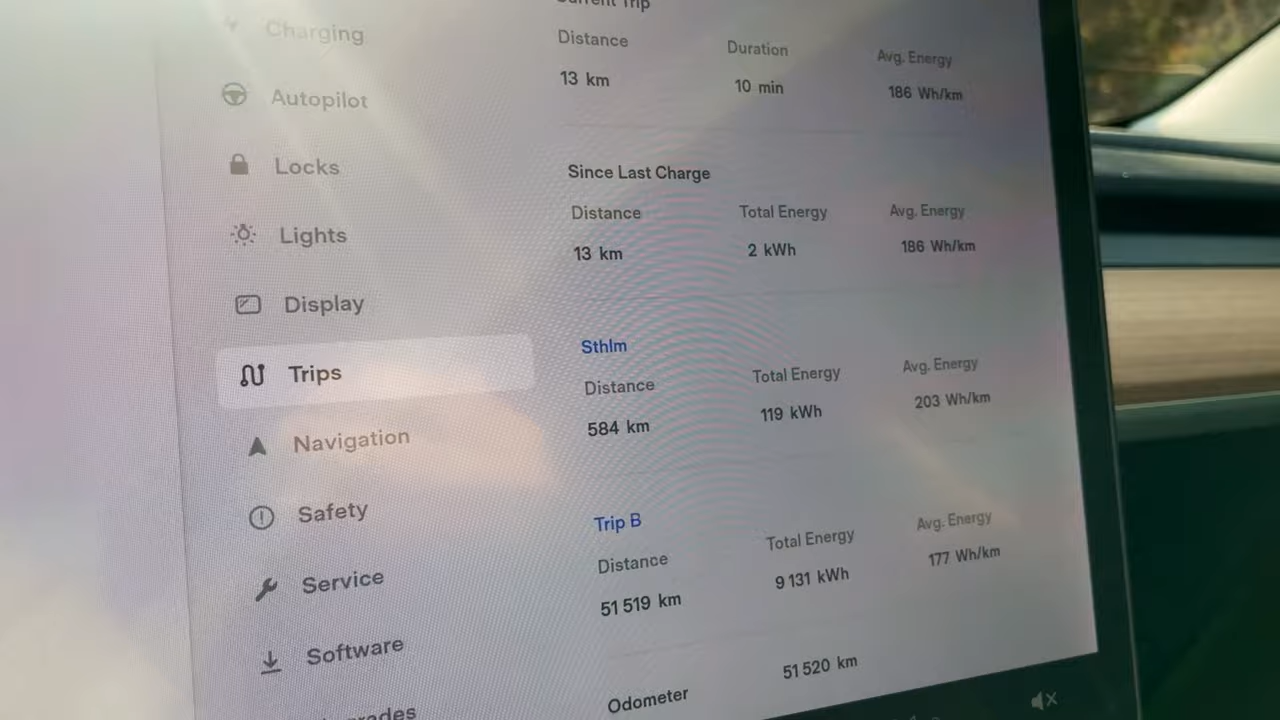 Current Trip
Charging
Distance Duration Avg. Energy
13 km 10 min 186 Wh/km
Autopilot
Locks
Since Last Charge
Distance Total Energy Avg. Energy
13 km 2 kWh 186 Wh/km
Lights
Display
Sthlm
Trips
Distance Total Energy Avg. Energy
584 km 119 kWh 203 Wh/km
Navigation
Safety
Trip B
Distance Total Energy Avg. Energy
51 519 km 9 131 kWh 177 Wh/km
Service
Software
Odometer 51 520 km